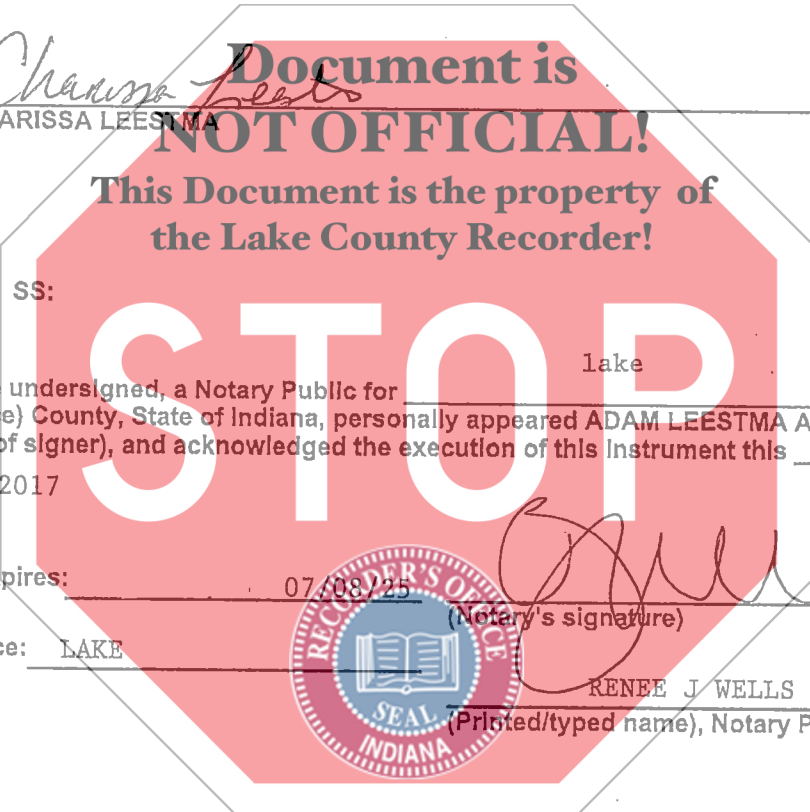 Charissa Leestma
Document is
ARISSA LEESTMA
NOT OFFICIAL!
This Document is the property of
the Lake County Recorder!
SS:
STOP
lake
undersigned, a Notary Public for
e) County, State of Indiana, personally appeared ADAM LEESTMA A
of signer), and acknowledged the execution of this instrument this
2017
pires: 07/08/25
(Notary's signature)
ce: LAKE
RECORDER'S OFFICE
SEAL
INDIANA
RENEE J WELLS
(Printed/typed name), Notary P